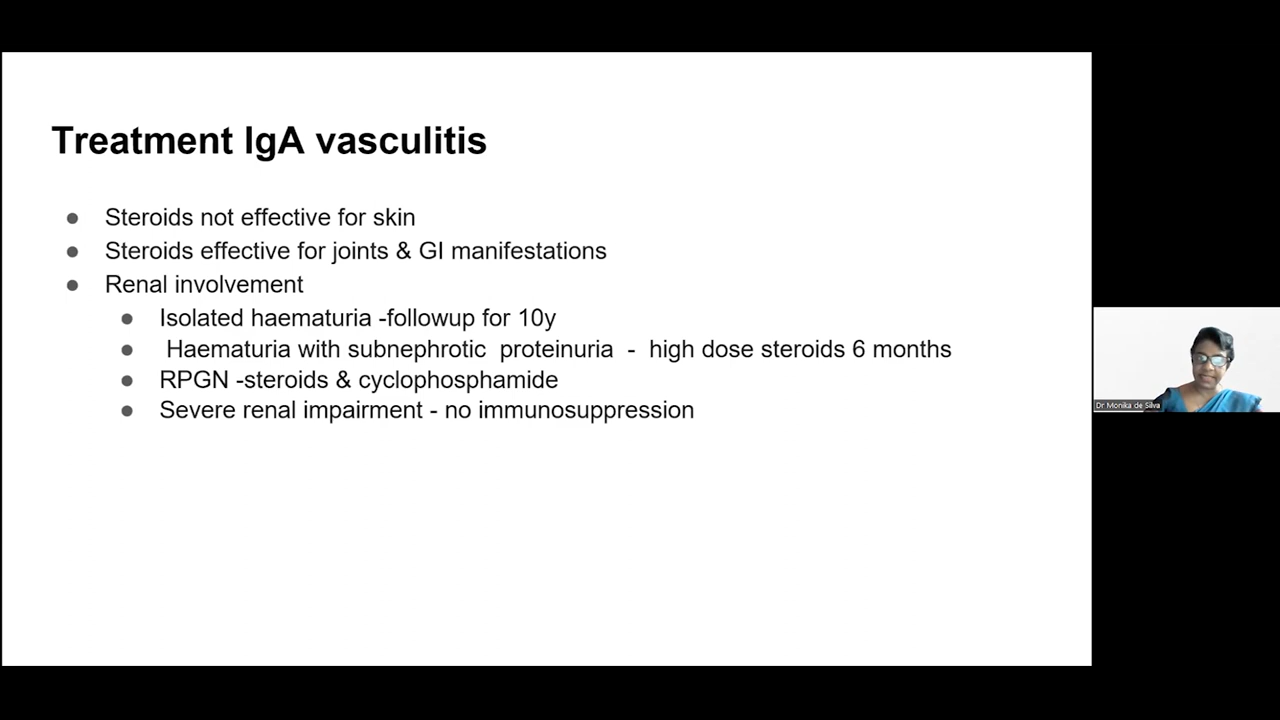 Treatment IgA vasculitis
● Steroids not effective for skin
● Steroids effective for joints & GI manifestations
● Renal involvement
● Isolated haematuria -followup for 10y
● Haematuria with subnephrotic proteinuria - high dose steroids 6 months
● RPGN -steroids & cyclophosphamide
● Severe renal impairment - no immunosuppression
Dr Monika de Silva